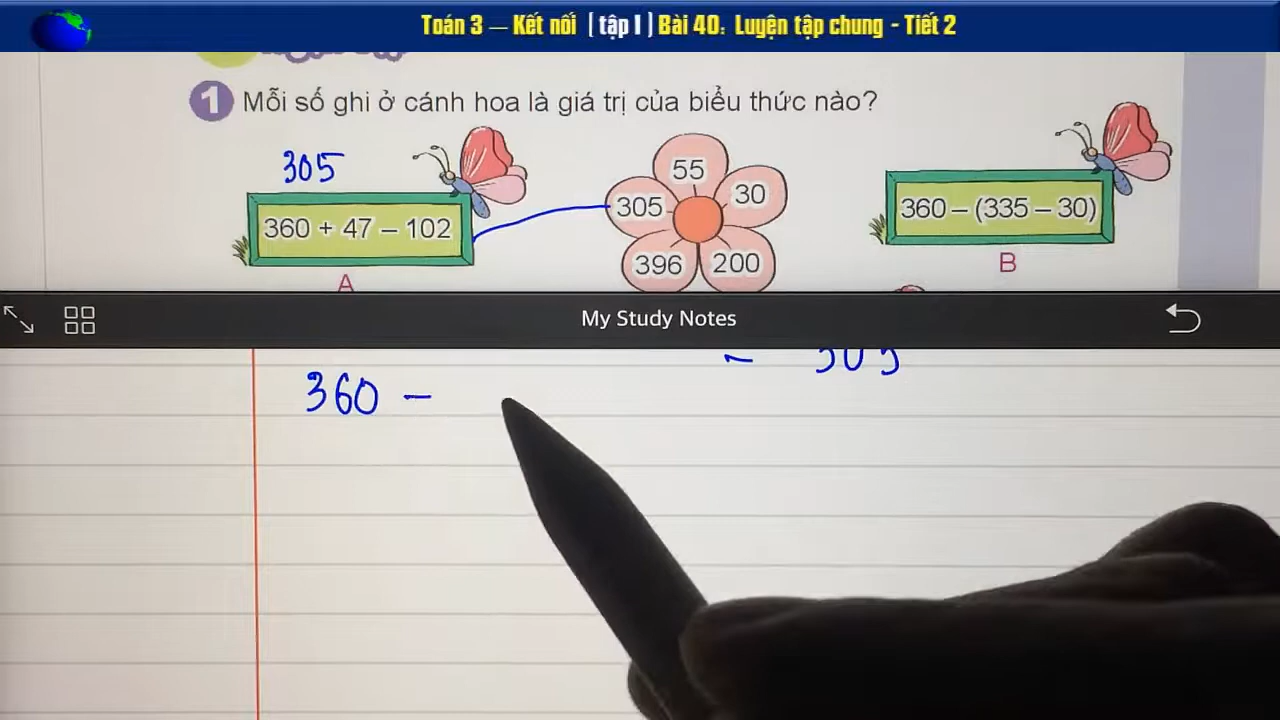 Toán 3 – Kết nối [ tập 1 ] Bài 40: Luyện tập chung - Tiết 2
1 Mỗi số ghi ở cánh hoa là giá trị của biểu thức nào?
305
360 + 47 – 102
A
55
305
30
396
200
360 – (335 – 30)
B
My Study Notes
= 305
360 –